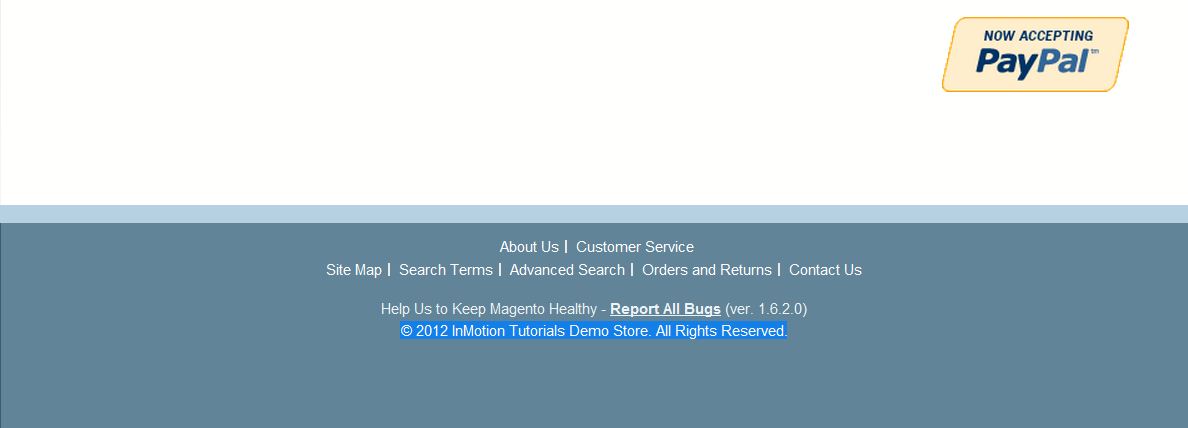 NOW ACCEPTING
PayPal™
About Us | Customer Service
Site Map | Search Terms | Advanced Search | Orders and Returns | Contact Us
Help Us to Keep Magento Healthy - Report All Bugs (ver. 1.6.2.0)
© 2012 InMotion Tutorials Demo Store. All Rights Reserved.